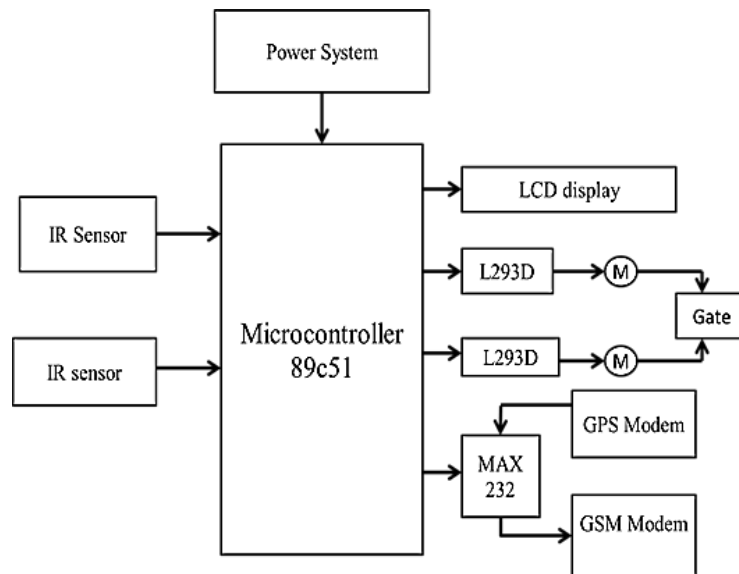 Power System
IR Sensor
IR sensor
Microcontroller
89c51
LCD display
L293D
M
L293D
M
Gate
MAX
232
GPS Modem
GSM Modem